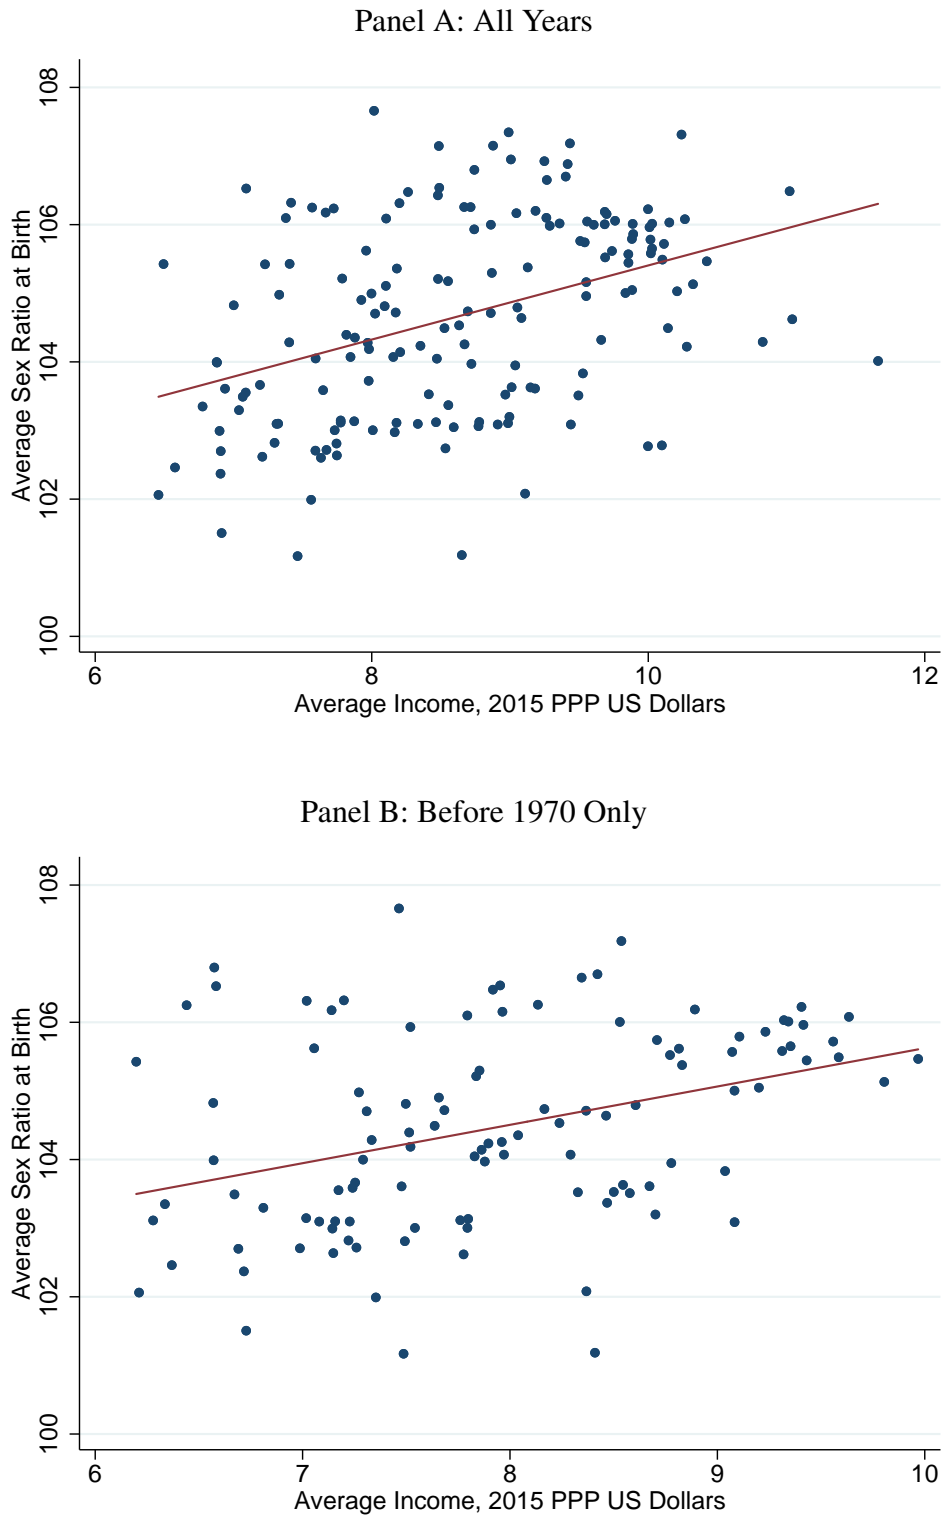 Panel A: All Years
108
106
104
102
100
Average Sex Ratio at Birth
6 8 10 12
Average Income, 2015 PPP US Dollars
Panel B: Before 1970 Only
108
106
104
102
100
Average Sex Ratio at Birth
6 7 8 9 10
Average Income, 2015 PPP US Dollars